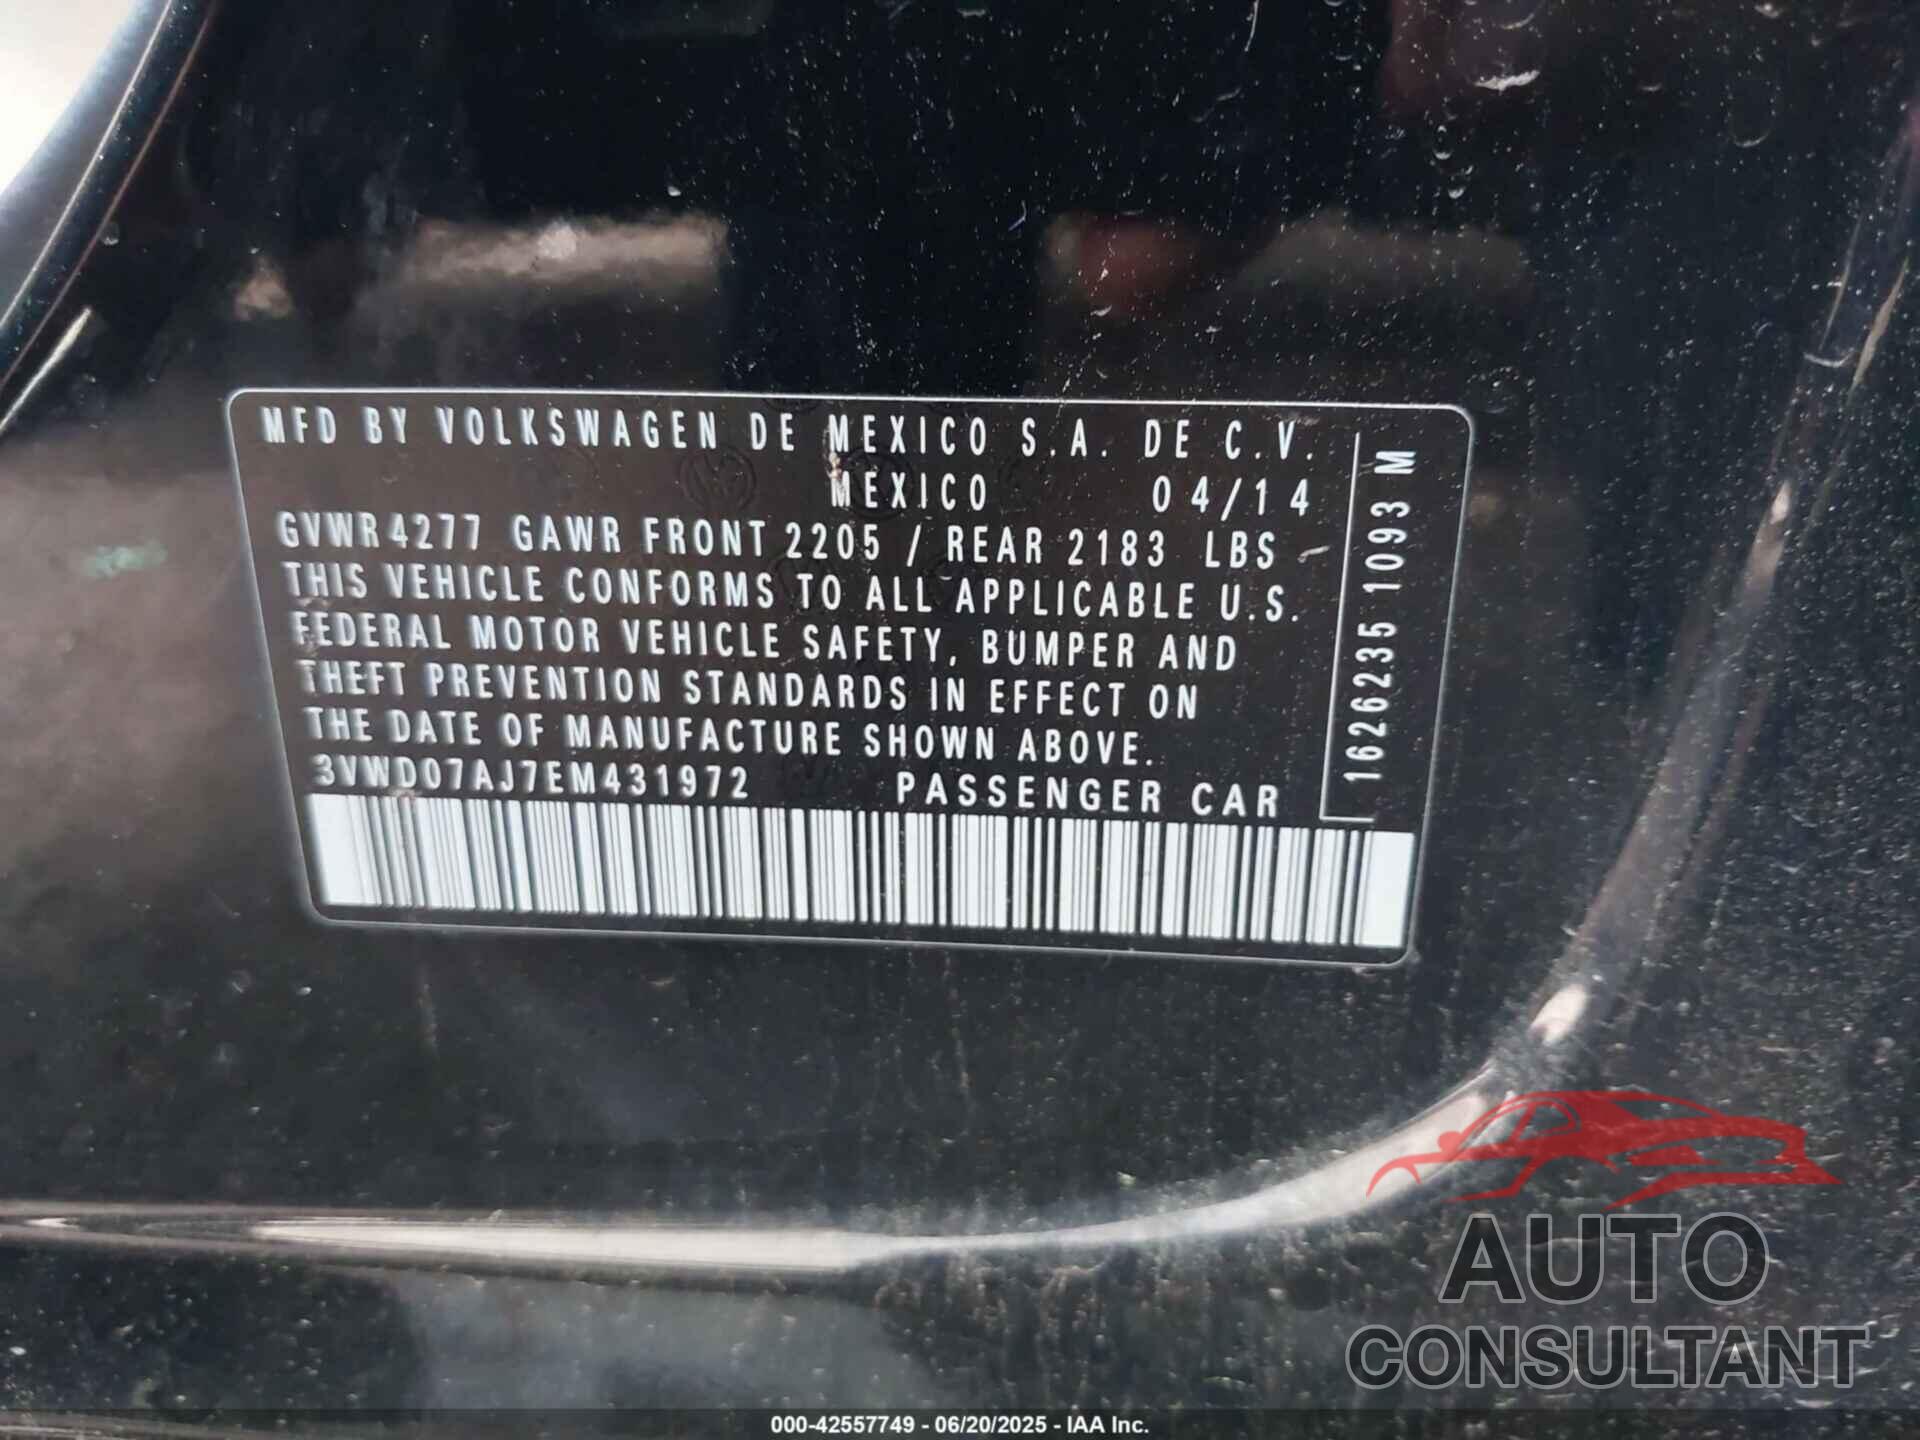 MFD BY VOLKSWAGEN DE MEXICO S.A. DE C.V.
MEXICO 04/14
GVWR 4277 GAWR FRONT 2205 / REAR 2183 LBS
THIS VEHICLE CONFORMS TO ALL APPLICABLE U.S.
FEDERAL MOTOR VEHICLE SAFETY, BUMPER AND
THEFT PREVENTION STANDARDS IN EFFECT ON
THE DATE OF MANUFACTURE SHOWN ABOVE.
3VWD07AJ7EM431972 PASSENGER CAR
1626235 1093 M
AUTO
CONSULTANT
000-42557749 - 06/20/2025 - IAA Inc.